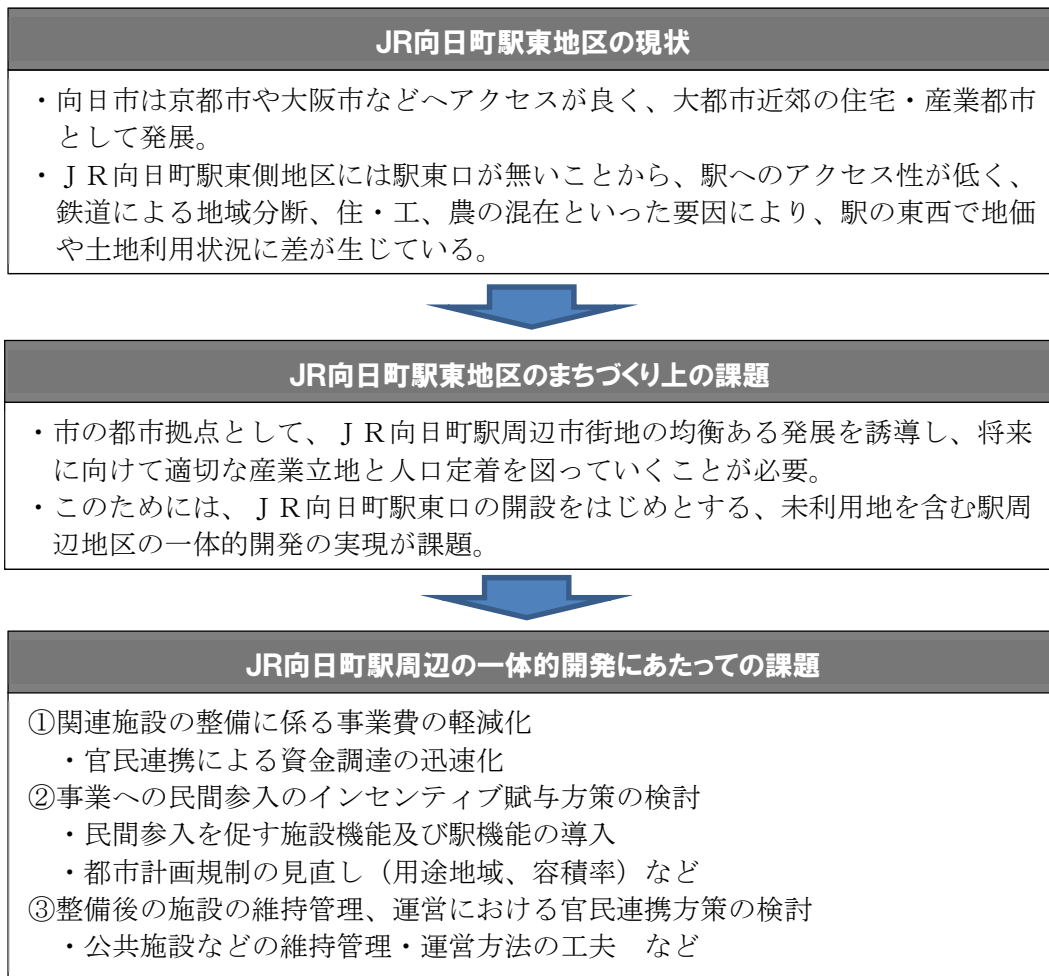 JR向日町駅東地区の現状
・向日市は京都市や大阪市などへアクセスが良く、大都市近郊の住宅・産業都市
として発展。
・ＪＲ向日町駅東側地区には駅東口が無いことから、駅へのアクセス性が低く、
鉄道による地域分断、住・工、農の混在といった要因により、駅の東西で地価
や土地利用状況に差が生じている。
JR向日町駅東地区のまちづくり上の課題
・市の都市拠点として、ＪＲ向日町駅周辺市街地の均衡ある発展を誘導し、将来
に向けて適切な産業立地と人口定着を図っていくことが必要。
・このためには、ＪＲ向日町駅東口の開設をはじめとする、未利用地を含む駅周
辺地区の一体的開発の実現が課題。
JR向日町駅周辺の一体的開発にあたっての課題
①関連施設の整備に係る事業費の軽減化
・官民連携による資金調達の迅速化
②事業への民間参入のインセンティブ賦与方策の検討
・民間参入を促す施設機能及び駅機能の導入
・都市計画規制の見直し（用途地域、容積率）など
③整備後の施設の維持管理、運営における官民連携方策の検討
・公共施設などの維持管理・運営方法の工夫　など